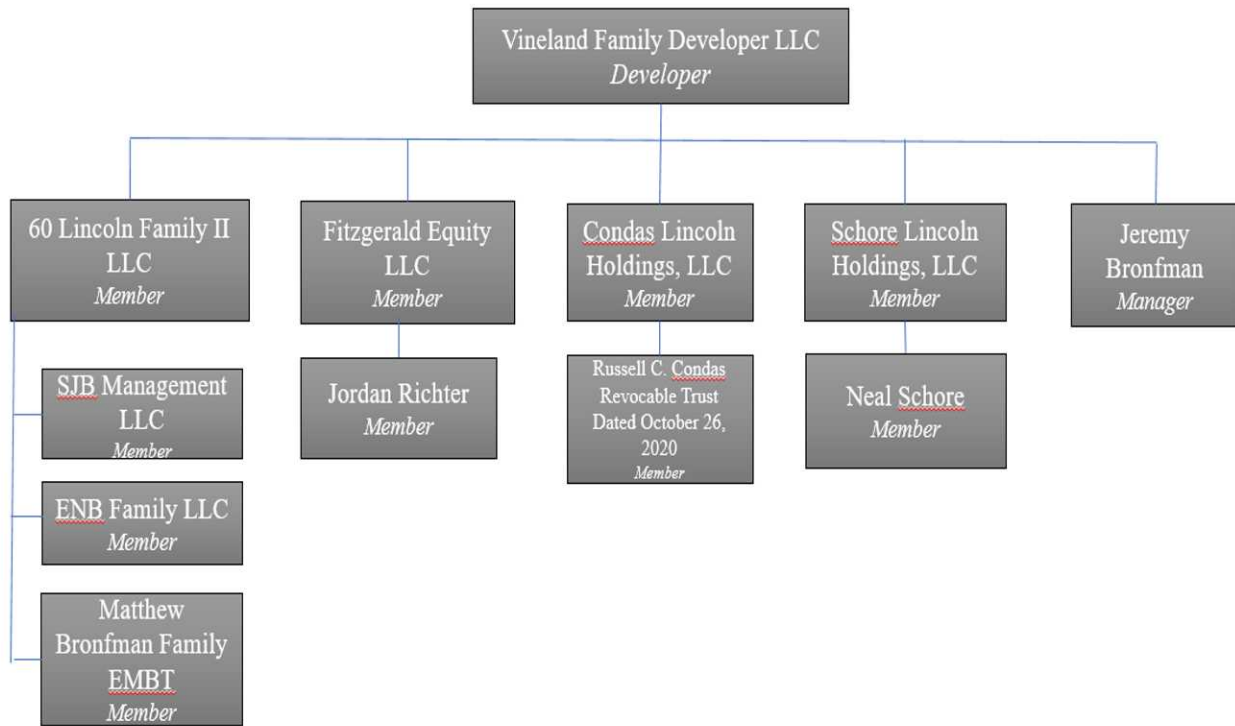 Vineland Family Developer LLC
Developer
60 Lincoln Family II
LLC
Member
Fitzgerald Equity
LLC
Member
Condas Lincoln
Holdings, LLC
Member
Schore Lincoln
Holdings, LLC
Member
Jeremy
Bronfman
Manager
SJB Management
LLC
Member
Jordan Richter
Member
Russell C. Condas
Revocable Trust
Dated October 26,
2020
Member
Neal Schore
Member
ENB Family LLC
Member
Matthew
Bronfman Family
EMBT
Member